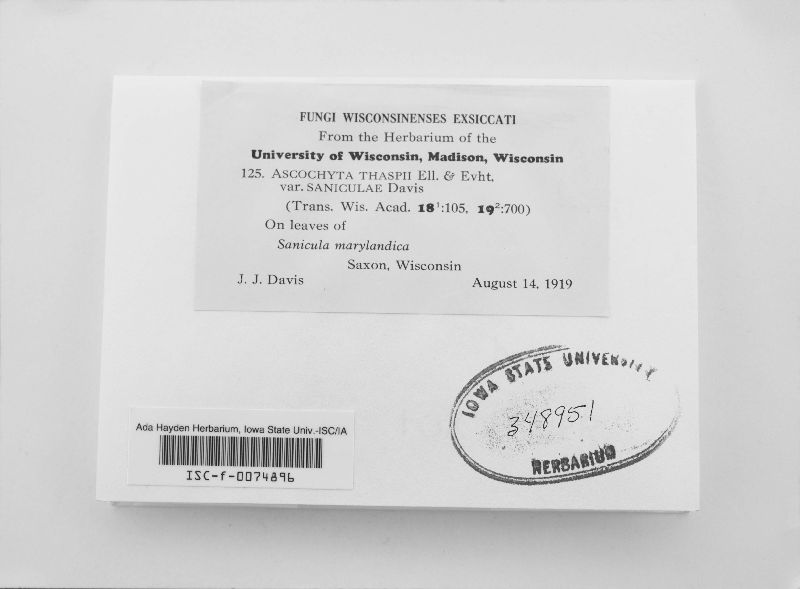 FUNGI WISCONSINENSES EXSICCATI
From the Herbarium of the
University of Wisconsin, Madison, Wisconsin
125. ASCOCHYTA THASPII Ell. & Evht.
var. SANICULAE Davis
(Trans. Wis. Acad. 18¹:105, 19²:700)
On leaves of
Sanicula marylandica
Saxon, Wisconsin
J. J. Davis August 14, 1919
IOWA STATE UNIVERSITY
348951
HERBARIUM
Ada Hayden Herbarium, Iowa State Univ.-ISC/IA
ISC-f-0074896